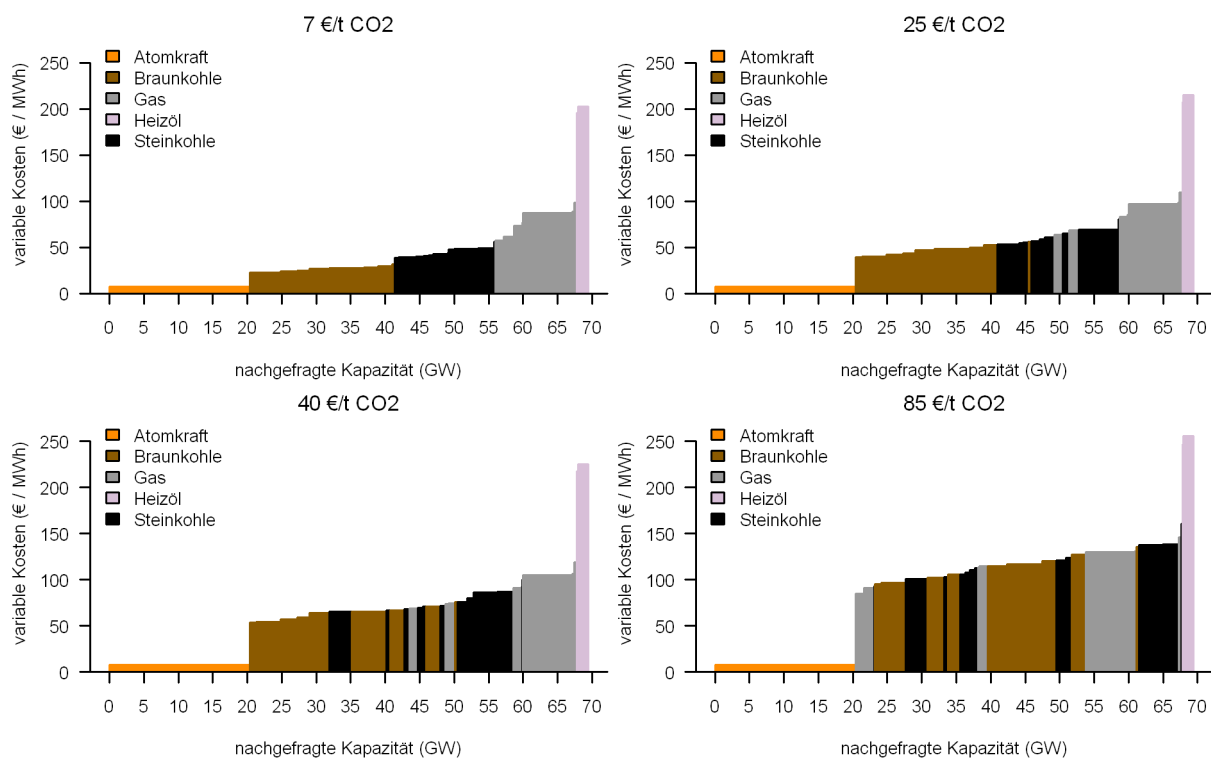 7 €/t CO2
variable Kosten (€ / MWh)
250
200
150
100
50
0
Atomkraft
Braunkohle
Gas
Heizöl
Steinkohle
0 5 10 15 20 25 30 35 40 45 50 55 60 65 70
nachgefragte Kapazität (GW)
25 €/t CO2
variable Kosten (€ / MWh)
250
200
150
100
50
0
Atomkraft
Braunkohle
Gas
Heizöl
Steinkohle
0 5 10 15 20 25 30 35 40 45 50 55 60 65 70
nachgefragte Kapazität (GW)
40 €/t CO2
variable Kosten (€ / MWh)
250
200
150
100
50
0
Atomkraft
Braunkohle
Gas
Heizöl
Steinkohle
0 5 10 15 20 25 30 35 40 45 50 55 60 65 70
nachgefragte Kapazität (GW)
85 €/t CO2
variable Kosten (€ / MWh)
250
200
150
100
50
0
Atomkraft
Braunkohle
Gas
Heizöl
Steinkohle
0 5 10 15 20 25 30 35 40 45 50 55 60 65 70
nachgefragte Kapazität (GW)